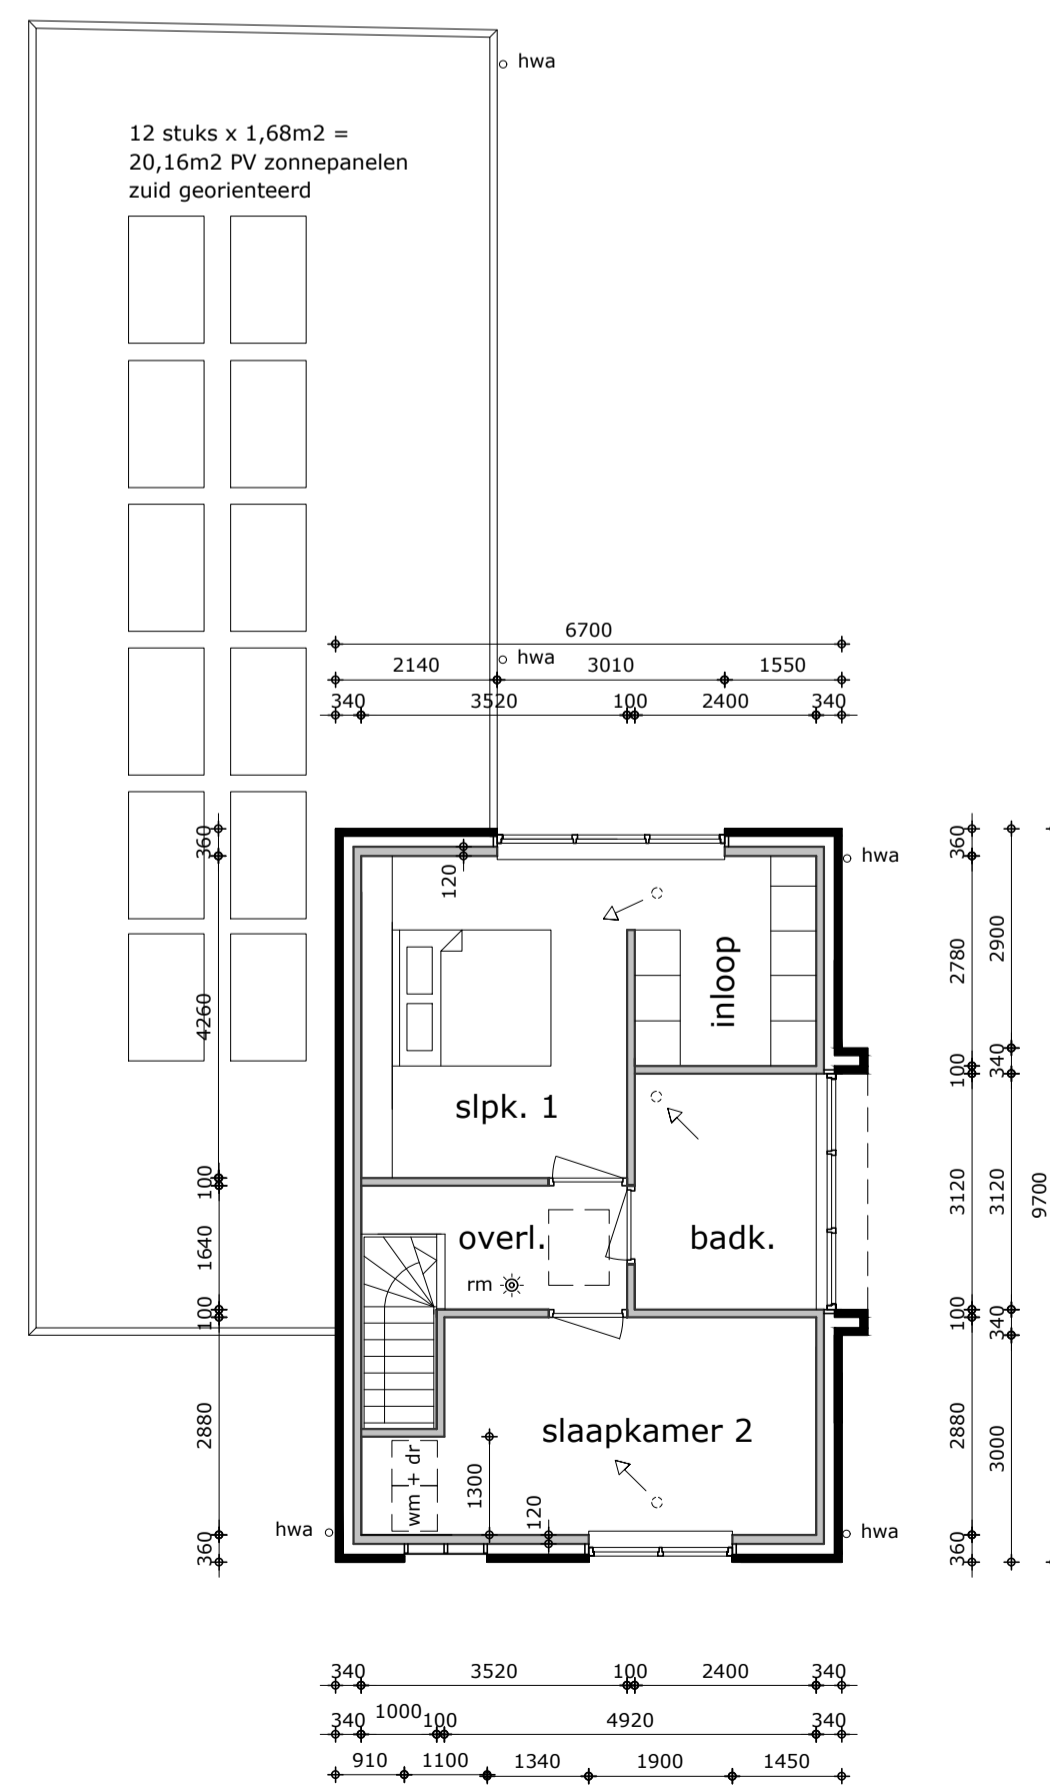 hwa
12 stuks x 1,68m2 =
20,16m2 PV zonnepanelen
zuid georienteerd
6700
hwa
2140 3010 1550
340 3520 100 2400 340
360 360
hwa
120
2900
2780
inloop
4260
340
100
slpk. 1
100
3120 3120
9700
1640
overl. badk.
rm
100 100 340
2880 2880 3000
slaapkamer 2
wm + dr
1300
120
hwa hwa
360 360
340 3520 100 2400 340
340 1000 100 4920 340
910 1100 1340 1900 1450